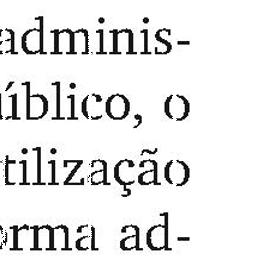 adminis-
úblico, o
tilização
orma ad-